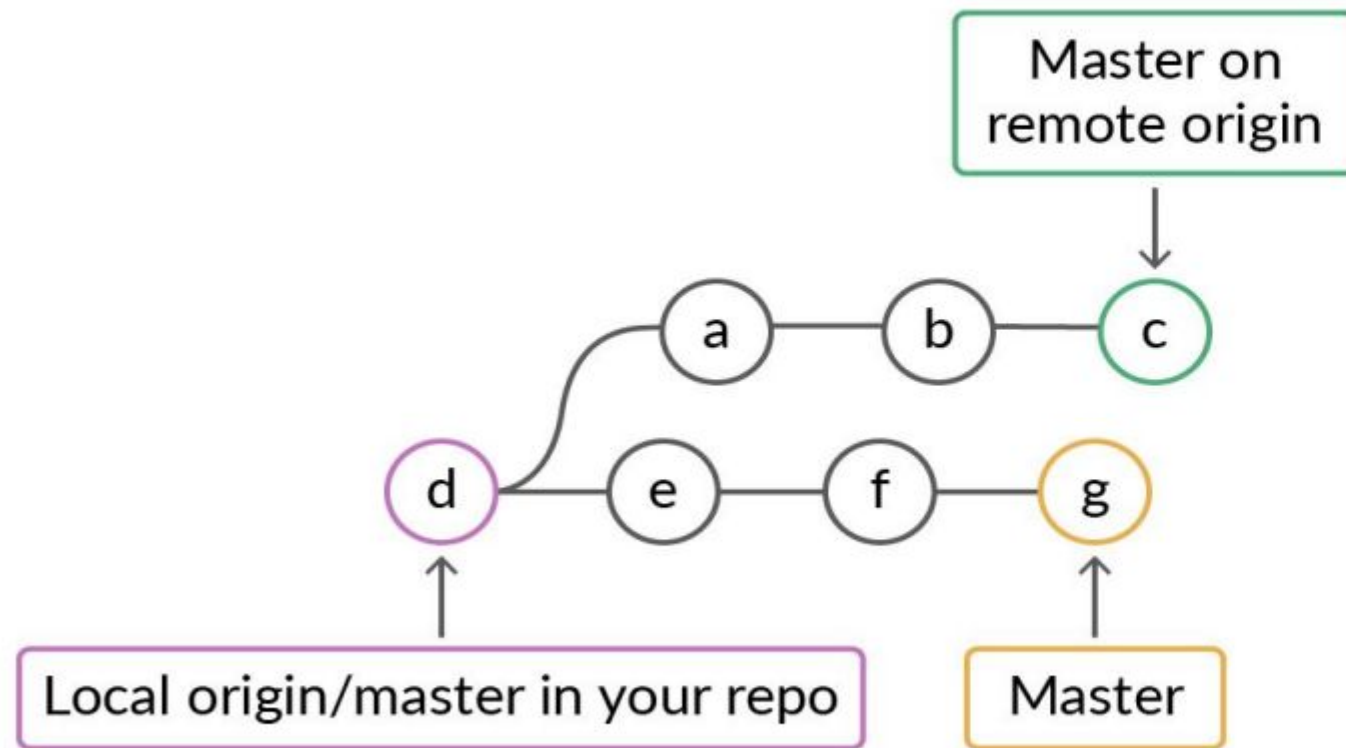 Master on
remote origin
a b c
d e f g
Local origin/master in your repo
Master